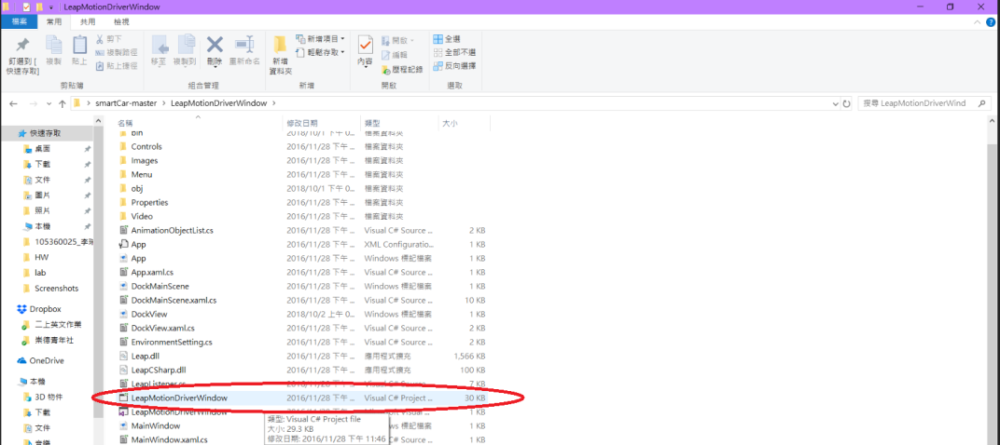 LeapMotionDriverWindow
檔案 常用 共用 檢視
釘選到 [快速存取]
複製
貼上
剪下
複製路徑
貼上捷徑
剪貼簿
移至
複製到
刪除
重新命名
組合管理
新增資料夾
新增項目
輕鬆存取
新增
內容
開啟
編輯
歷程記錄
開啟
全選
全部不選
反向選擇
選取
smartCar-master > LeapMotionDriverWindow >
搜尋 LeapMotionDriverWind
快速存取
桌面
下載
文件
圖片
照片
本機
105360025_李
HW
lab
Screenshots
Dropbox
二上英文作業
崇德青年社
OneDrive
本機
3D 物件
下載
文件
音樂
名稱 修改日期 類型 大小
bin 2018/10/1 下午 0... 檔案資料夾
Controls 2016/11/28 下午 ... 檔案資料夾
Images 2016/11/28 下午 ... 檔案資料夾
Menu 2016/11/28 下午 ... 檔案資料夾
obj 2018/10/1 下午 0... 檔案資料夾
Properties 2016/11/28 下午 ... 檔案資料夾
Video 2016/11/28 下午 ... 檔案資料夾
AnimationObjectList.cs 2016/11/28 下午 ... Visual C# Source ... 2 KB
App 2016/11/28 下午 ... XML Configuratio... 1 KB
App 2016/11/28 下午 ... Windows 標記檔案 1 KB
App.xaml.cs 2016/11/28 下午 ... Visual C# Source ... 1 KB
DockMainScene 2016/11/28 下午 ... Windows 標記檔案 1 KB
DockMainScene.xaml.cs 2016/11/28 下午 ... Visual C# Source ... 10 KB
DockView 2018/10/2 上午 0... Windows 標記檔案 1 KB
DockView.xaml.cs 2016/11/28 下午 ... Visual C# Source ... 2 KB
EnvironmentSetting.cs 2016/11/28 下午 ... Visual C# Source ... 2 KB
Leap.dll 2016/11/28 下午 ... 應用程式擴充 1,566 KB
LeapCSharp.dll 2016/11/28 下午 ... 應用程式擴充 100 KB
LeapListener.cs 2016/11/28 下午 ... Visual C# Source ... 7 KB
LeapMotionDriverWindow 2016/11/28 下午 ... Visual C# Project ... 30 KB
LeapMotionDriverWindow 2016/11/28 下午 ... Visual ... 1 KB
MainWindow ws 標記檔案 1 KB
MainWindow.xaml.cs C# Source ... 1 KB
類型: Visual C# Project file
大小: 29.3 KB
修改日期: 2016/11/28 下午 11:46